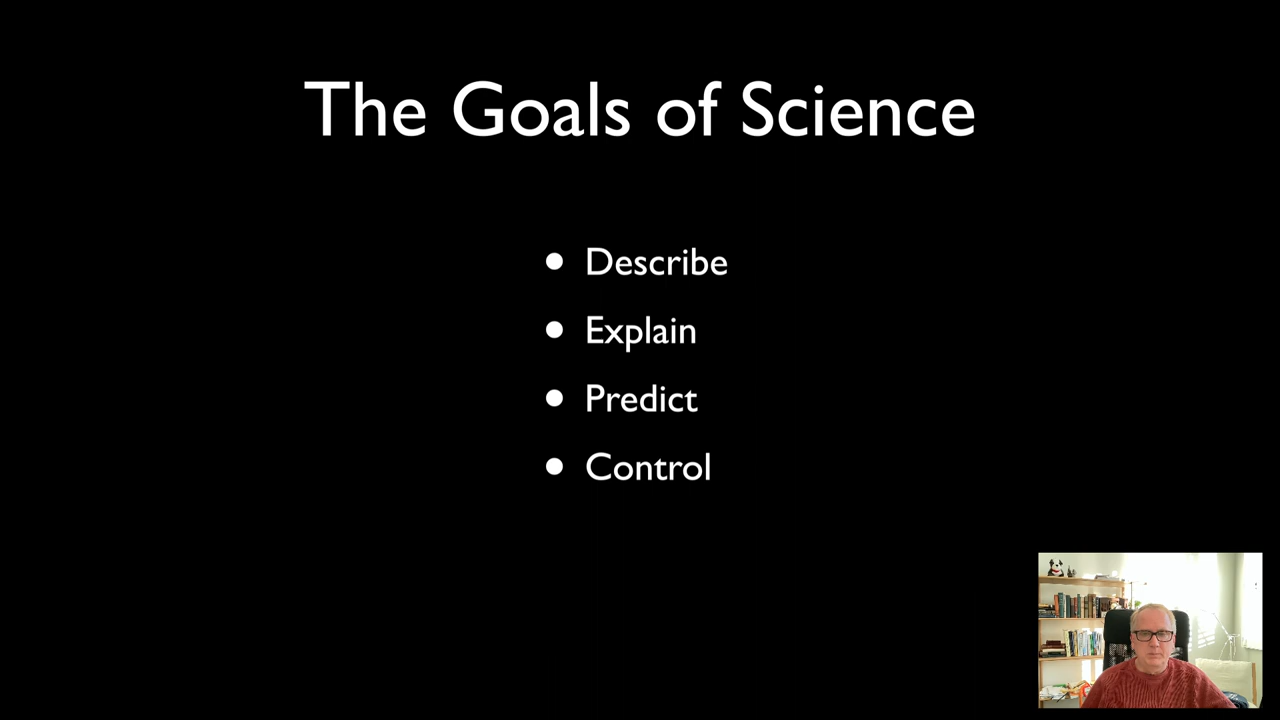 The Goals of Science
• Describe
• Explain
• Predict
• Control